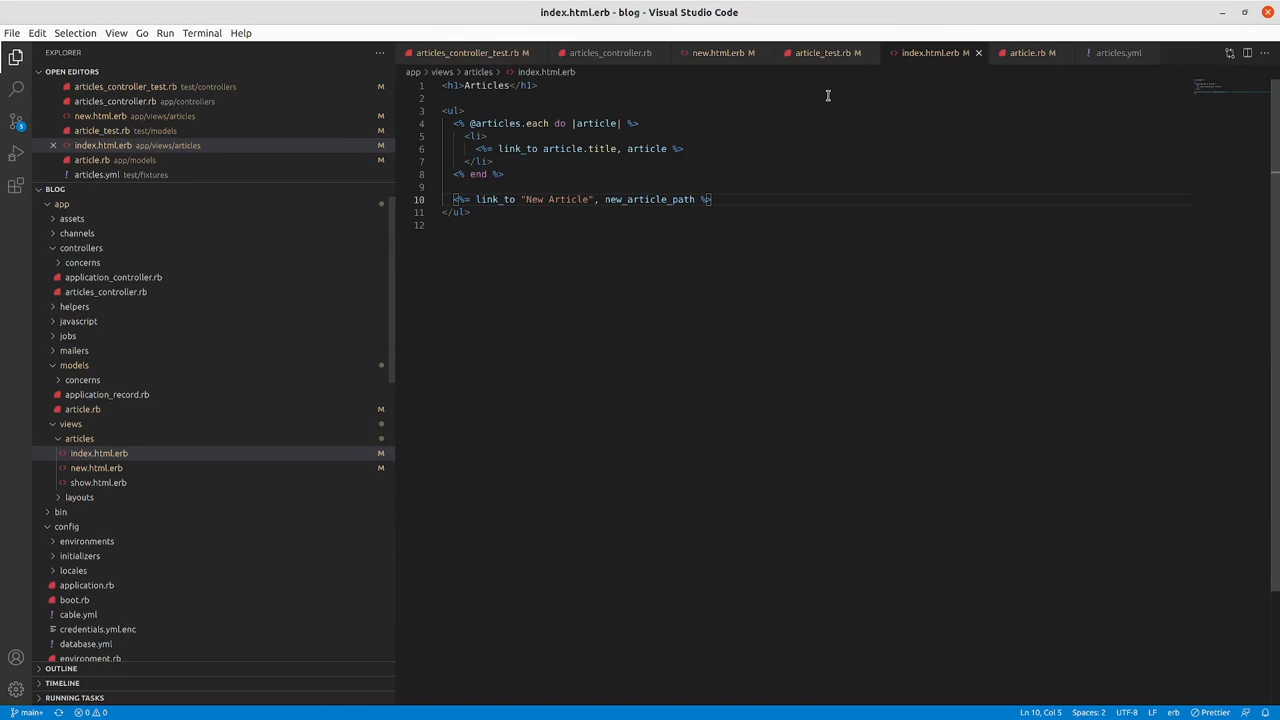 index.html.erb - blog - Visual Studio Code
File Edit Selection View Go Run Terminal Help
EXPLORER
OPEN EDITORS
articles_controller_test.rb test/controllers M
articles_controller.rb app/controllers
new.html.erb app/views/articles M
article_test.rb test/models M
index.html.erb app/views/articles M
article.rb app/models M
articles.yml test/fixtures
BLOG
app
assets
channels
controllers
concerns
application_controller.rb
articles_controller.rb
helpers
javascript
jobs
mailers
models
concerns
application_record.rb
article.rb M
views
articles
index.html.erb M
new.html.erb M
show.html.erb
layouts
bin
config
environments
initializers
locales
application.rb
boot.rb
cable.yml
credentials.yml.enc
database.yml
environment.rb
OUTLINE
TIMELINE
RUNNING TASKS
articles_controller_test.rb M articles_controller.rb new.html.erb M article_test.rb M index.html.erb M article.rb M articles.yml
app views articles index.html.erb
1 <h1>Articles</h1>
2
3 <ul>
4 <% @articles.each do |article| %>
5 <li>
6 <%= link_to article.title, article %>
7 </li>
8 <% end %>
9
10 <%= link_to "New Article", new_article_path %>
11 </ul>
12
main+ 0 0 Ln 10, Col 5 Spaces: 2 UTF-8 LF erb Prettier